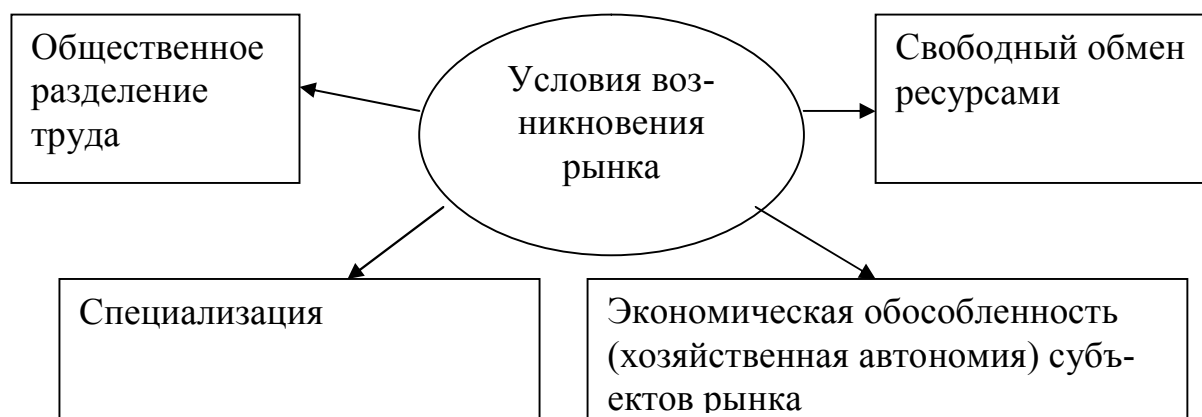 Общественное
разделение
труда
Условия воз-
никновения
рынка
Свободный обмен
ресурсами
Специализация
Экономическая обособленность
(хозяйственная автономия) субъ-
ектов рынка